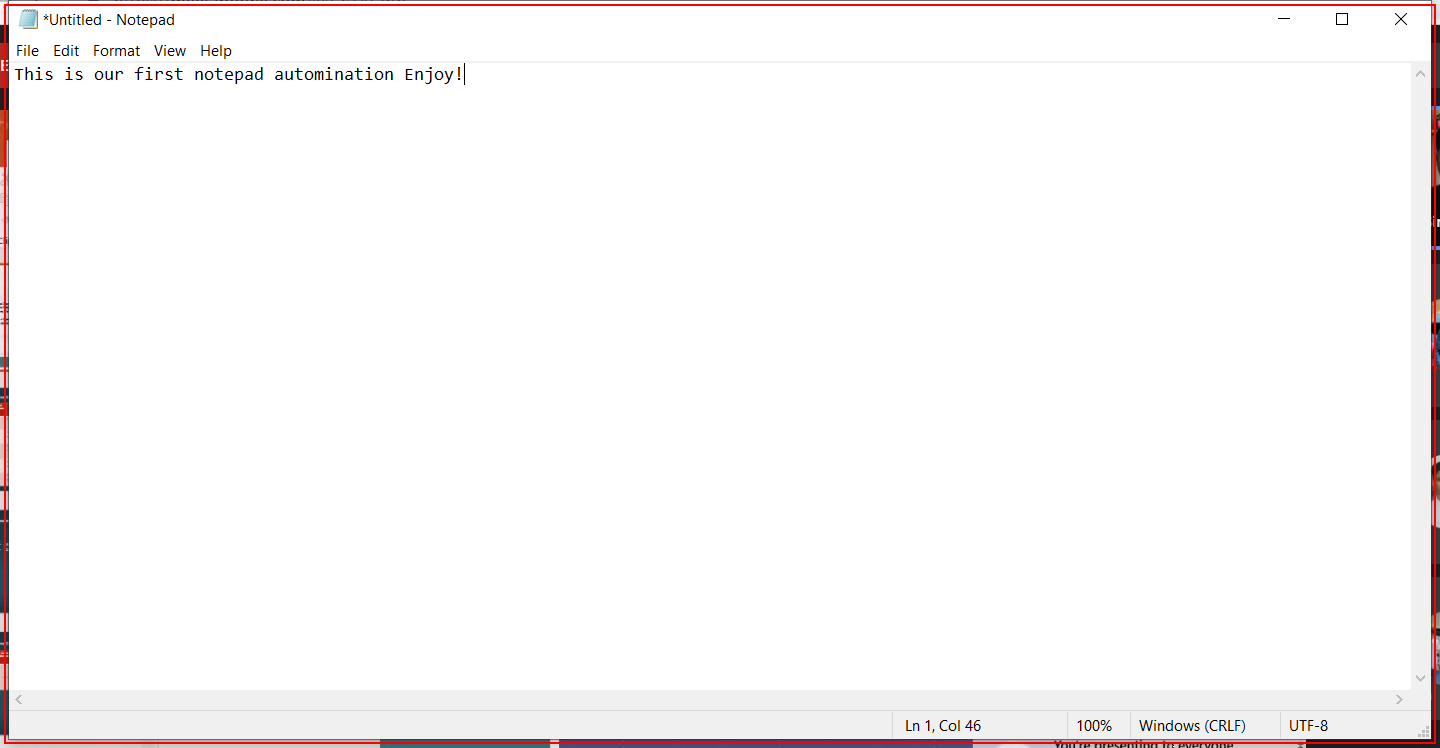 *Untitled - Notepad
File Edit Format View Help
This is our first notepad automination Enjoy!
Ln 1, Col 46 100% Windows (CRLF) UTF-8
You're presenting to everyone